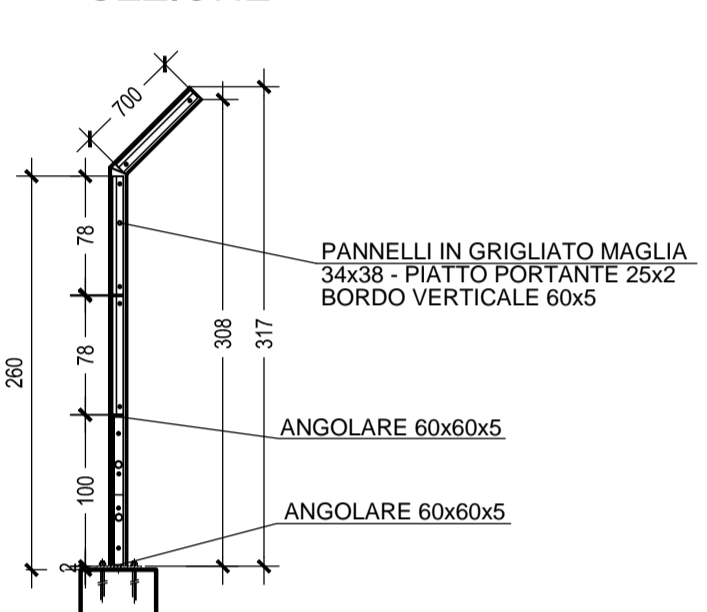 700
78
78
100
2
260
308
317
PANNELLI IN GRIGLIATO MAGLIA
34x38 - PIATTO PORTANTE 25x2
BORDO VERTICALE 60x5
ANGOLARE 60x60x5
ANGOLARE 60x60x5